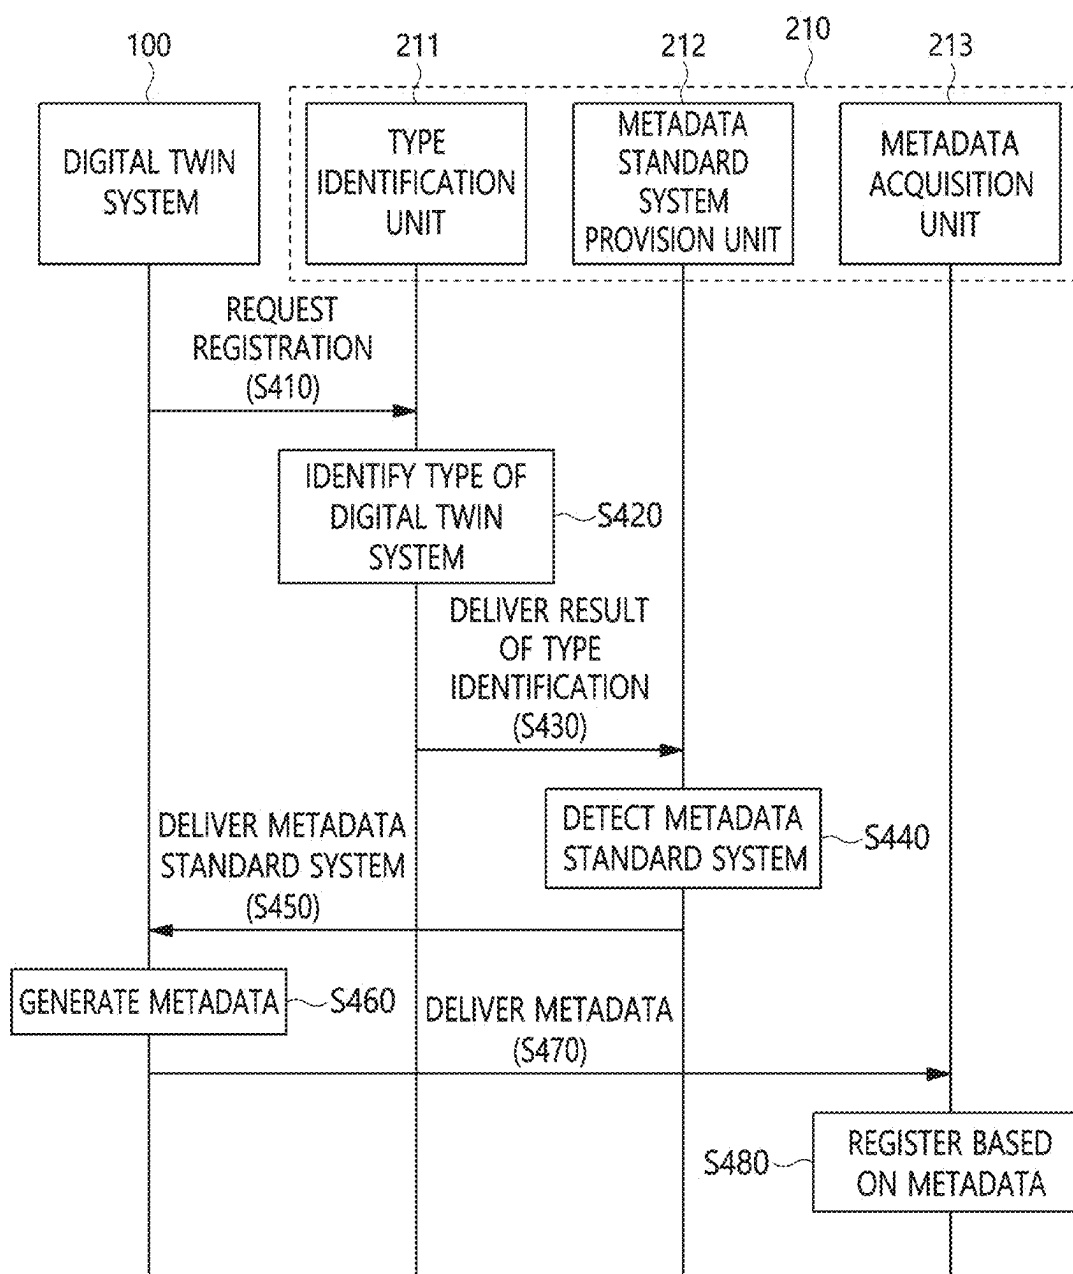 210
100
211
212
213
DIGITAL TWIN
SYSTEM
TYPE
IDENTIFICATION
UNIT
METADATA
STANDARD
SYSTEM
PROVISION UNIT
METADATA
ACQUISITION
UNIT
REQUEST
REGISTRATION
(S410)
IDENTIFY TYPE OF
DIGITAL TWIN
SYSTEM
S420
DELIVER RESULT
OF TYPE
IDENTIFICATION
(S430)
DETECT METADATA
STANDARD SYSTEM
S440
DELIVER METADATA
STANDARD SYSTEM
(S450)
GENERATE METADATA
S460
DELIVER METADATA
(S470)
S480
REGISTER BASED
ON METADATA